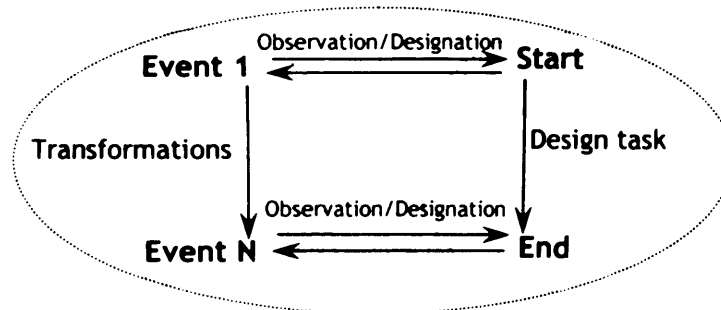 Observation/Designation
Event 1 Start
Transformations Design task
Observation/Designation
Event N End